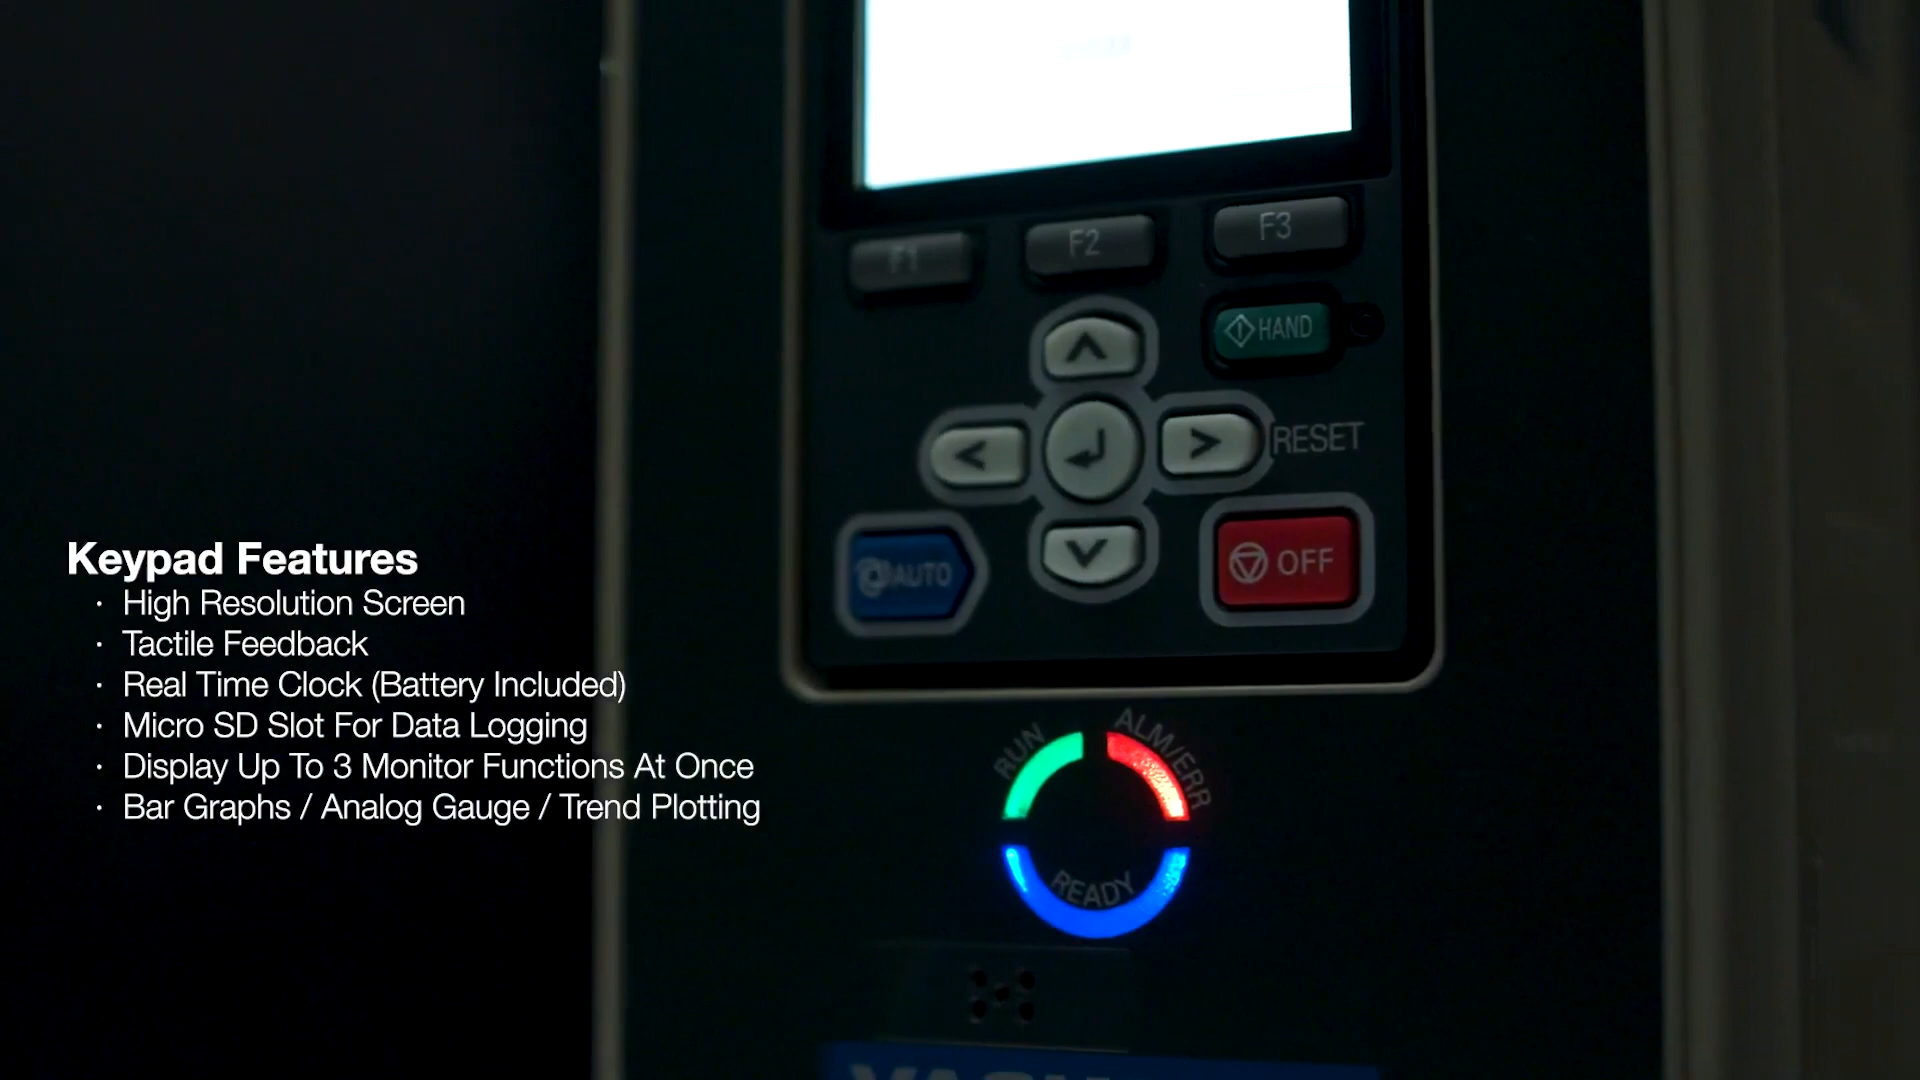 F1
F2
F3
HAND
RESET
AUTO
OFF
Keypad Features
· High Resolution Screen
· Tactile Feedback
· Real Time Clock (Battery Included)
· Micro SD Slot For Data Logging
· Display Up To 3 Monitor Functions At Once
· Bar Graphs / Analog Gauge / Trend Plotting
RUN
ALM/ERR
READY